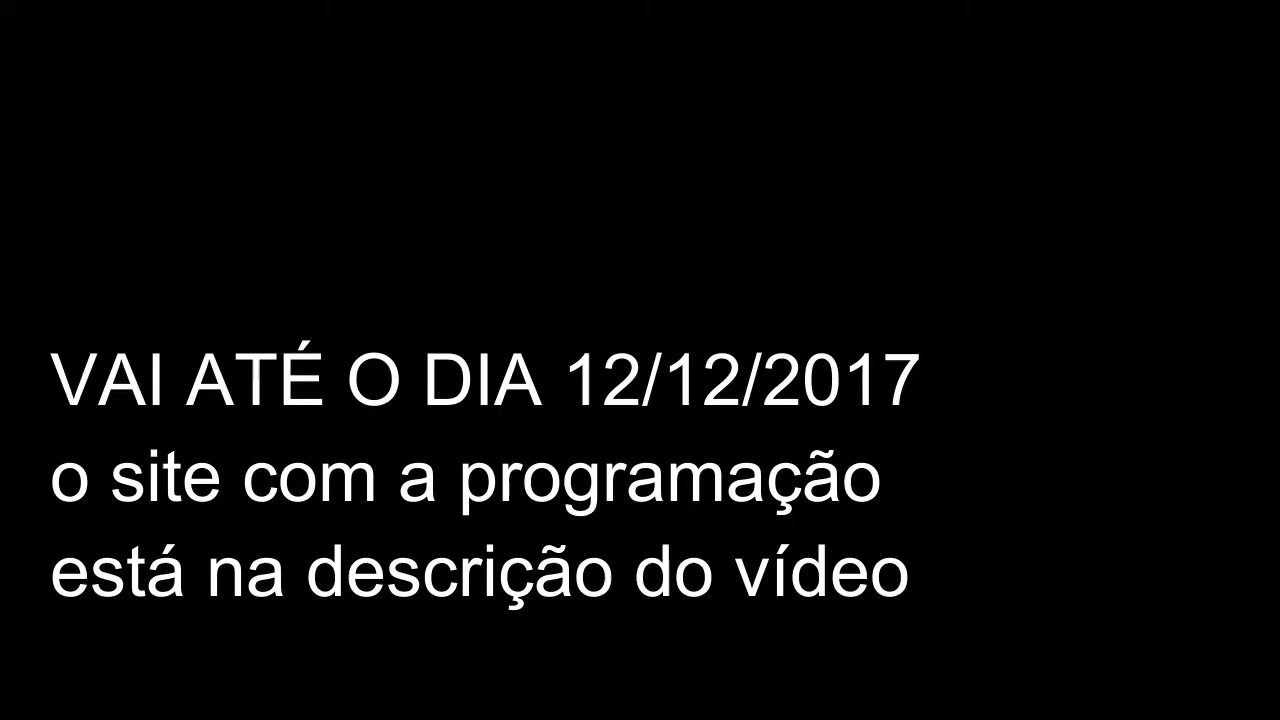 VAI ATÉ O DIA 12/12/2017
o site com a programação
está na descrição do vídeo